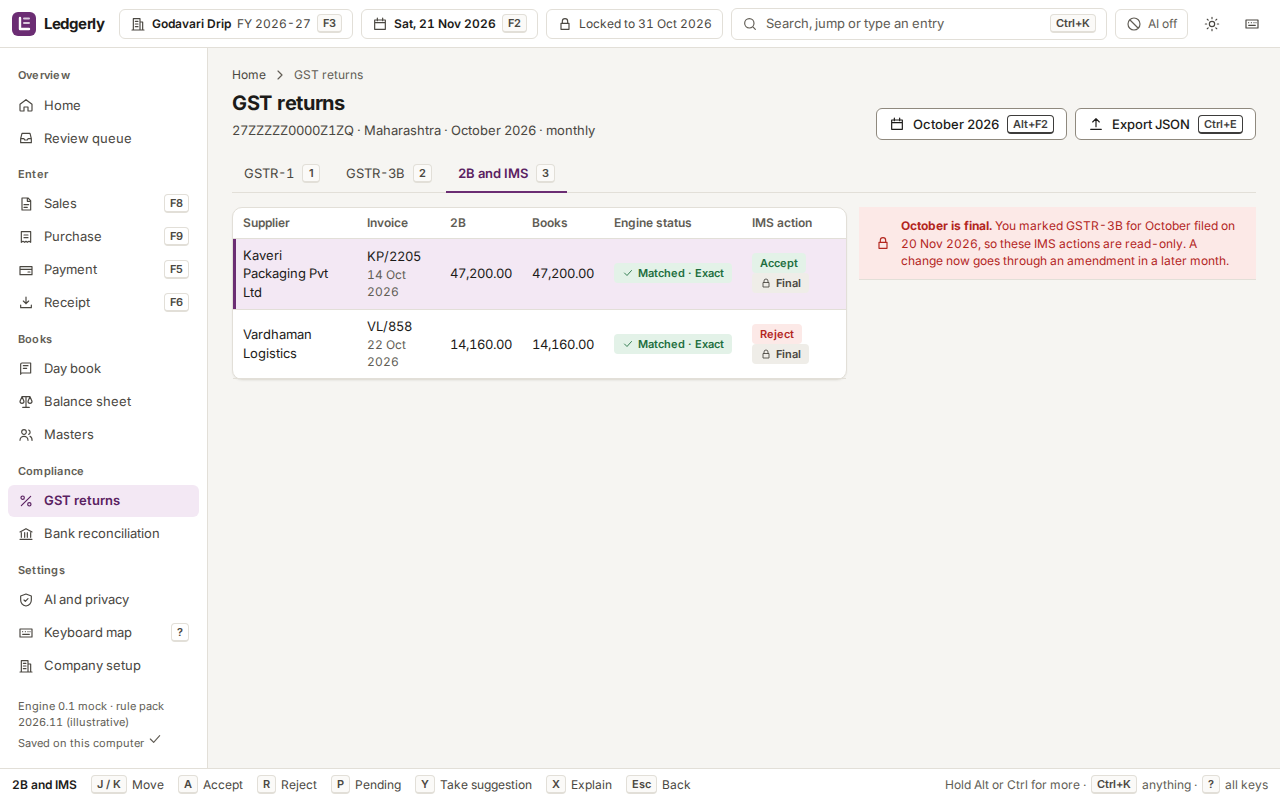 Ledgerly
Godavari Drip FY 2026-27 F3
Sat, 21 Nov 2026 F2
Locked to 31 Oct 2026
Search, jump or type an entry Ctrl+K
AI off
Overview
Home
Review queue
Enter
Sales F8
Purchase F9
Payment F5
Receipt F6
Books
Day book
Balance sheet
Masters
Compliance
GST returns
Bank reconciliation
Settings
AI and privacy
Keyboard map ?
Company setup
Engine 0.1 mock · rule pack
2026.11 (illustrative)
Saved on this computer
Home
GST returns
GST returns
27ZZZZZ0000Z1ZQ · Maharashtra · October 2026 · monthly
October 2026 Alt+F2
Export JSON Ctrl+E
GSTR-1 1
GSTR-3B 2
2B and IMS 3
Supplier Invoice 2B Books Engine status IMS action
Kaveri
Packaging Pvt
Ltd
KP/2205
14 Oct
2026
47,200.00
47,200.00
Matched · Exact
Accept
Final
Vardhaman
Logistics
VL/858
22 Oct
2026
14,160.00
14,160.00
Matched · Exact
Reject
Final
October is final. You marked GSTR-3B for October filed on
20 Nov 2026, so these IMS actions are read-only. A
change now goes through an amendment in a later month.
2B and IMS J / K Move A Accept R Reject P Pending Y Take suggestion X Explain Esc Back
Hold Alt or Ctrl for more · Ctrl+K anything · ? all keys